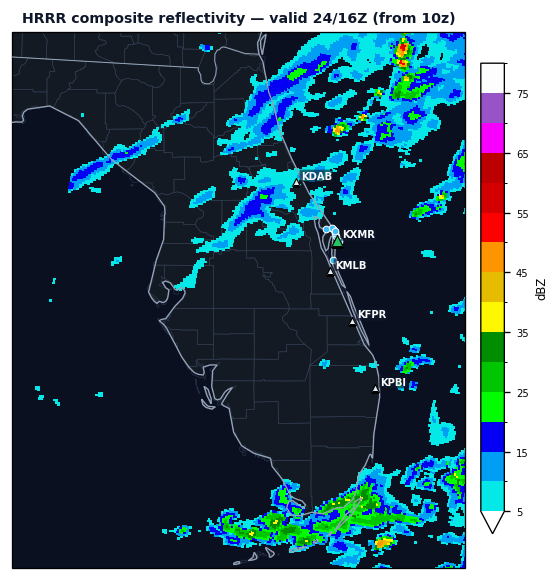 HRRR composite reflectivity — valid 24/16Z (from 10z)
KDAB
KXMR
KMLB
KFPR
KPBI
75
65
55
45
35
25
15
5
dBZ